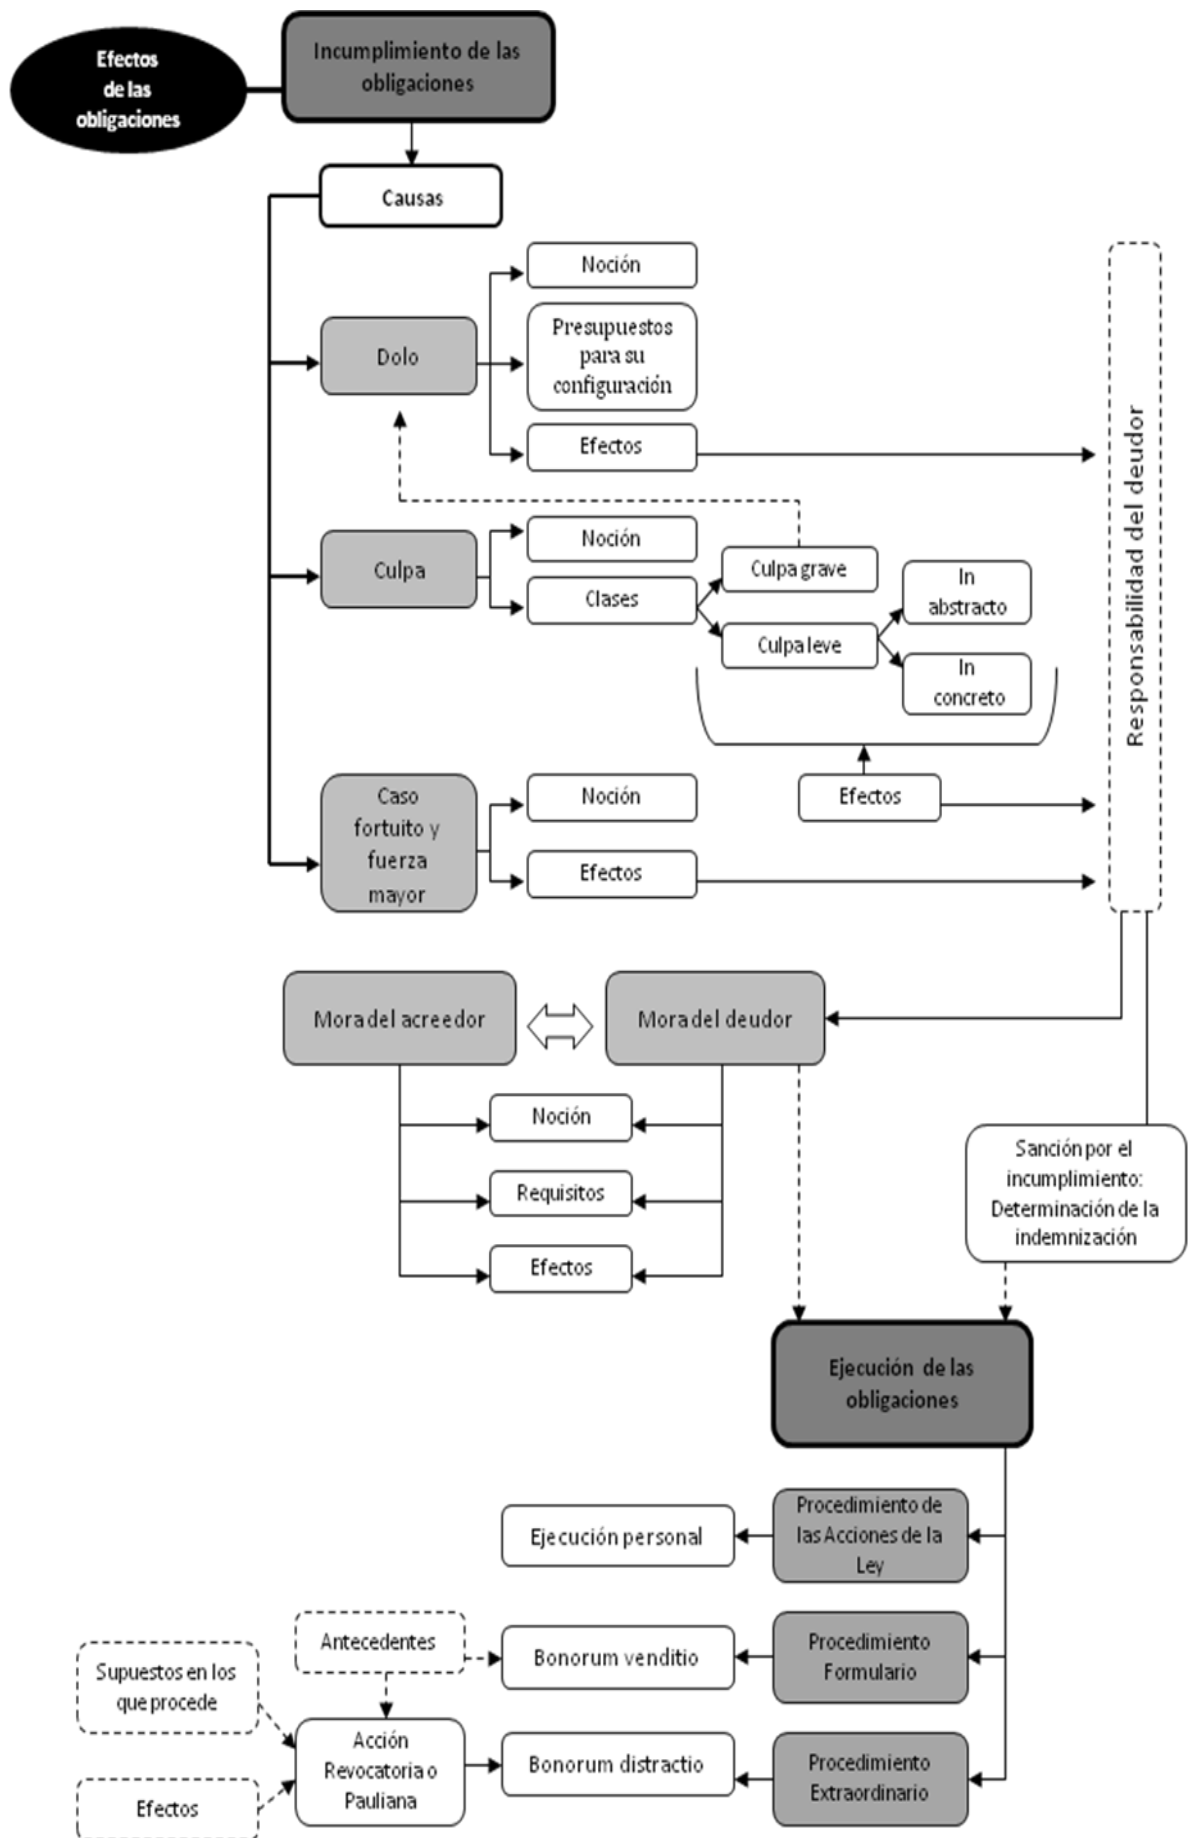 Efectos
de las
obligaciones
Incumplimiento de las
obligaciones
Causas
Dolo
Noción
Presupuestos
para su
configuración
Efectos
Responsabilidad del deudor
Culpa
Noción
Clases
Culpa grave
Culpa leve
In
abstracto
In
concreto
Efectos
Caso
fortuito y
fuerza
mayor
Noción
Efectos
Mora del acreedor
Mora del deudor
Noción
Requisitos
Efectos
Sanción por el
incumplimiento:
Determinación de la
indemnización
Ejecución de las
obligaciones
Procedimiento de
las Acciones de la
Ley
Ejecución personal
Procedimiento
Formulario
Bonorum venditio
Antecedentes
Supuestos en los
que procede
Procedimiento
Extraordinario
Bonorum distractio
Acción
Revocatoria o
Pauliana
Efectos